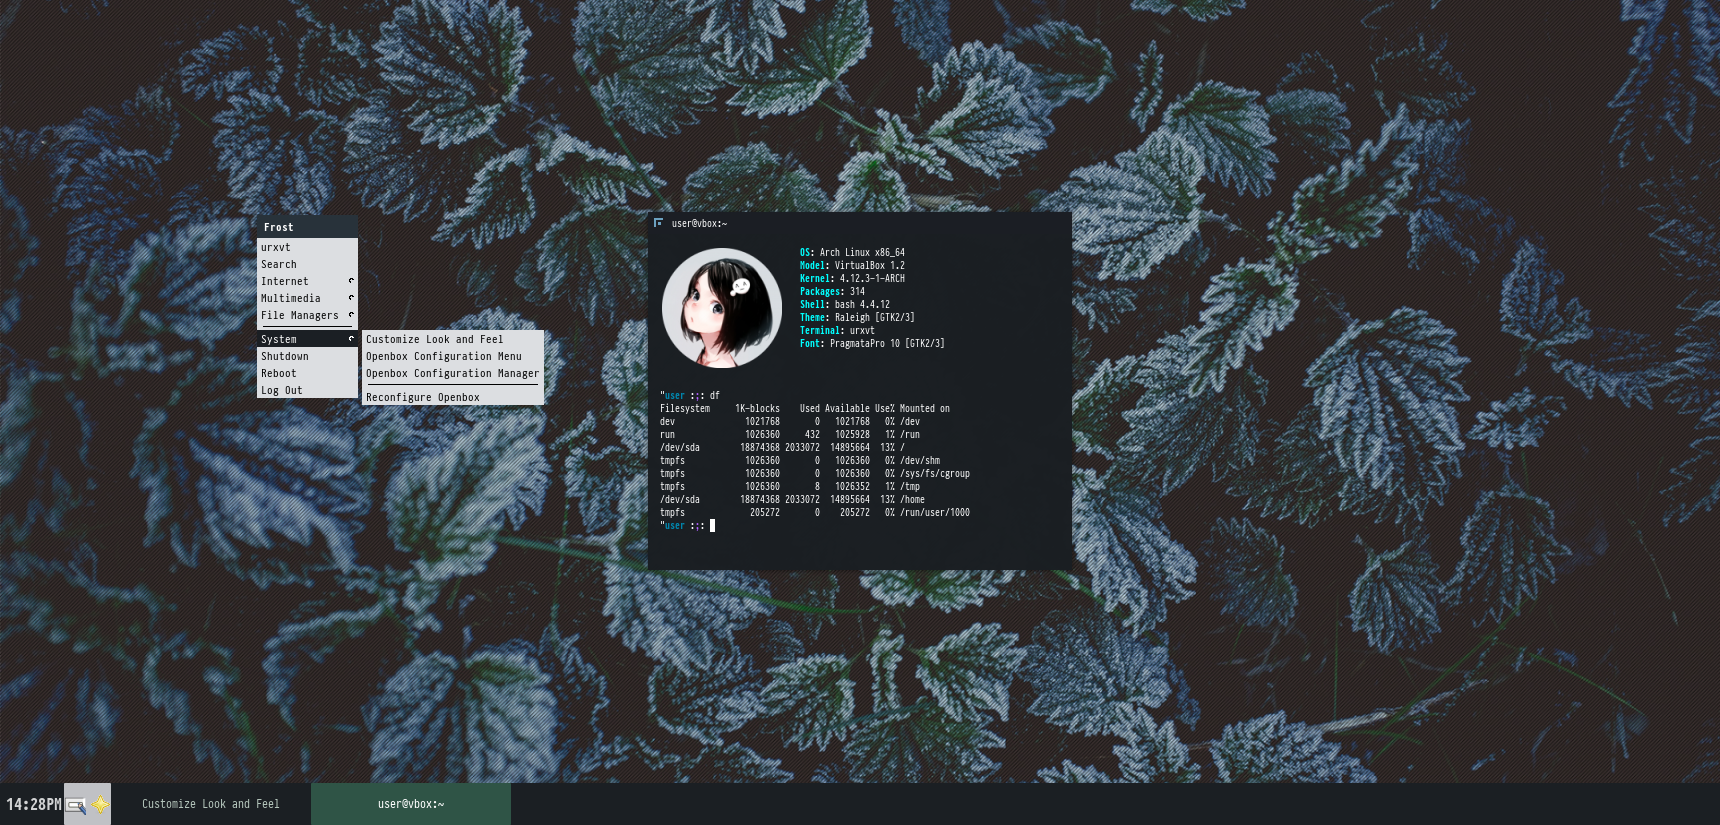 Frost
urxvt
Search
Internet
Multimedia
File Managers
System
Shutdown
Reboot
Log Out
Customize Look and Feel
Openbox Configuration Menu
Openbox Configuration Manager
Reconfigure Openbox
user@vbox:~
OS: Arch Linux x86_64
Model: VirtualBox 1.2
Kernel: 4.12.3-1-ARCH
Packages: 314
Shell: bash 4.4.12
Theme: Raleigh [GTK2/3]
Terminal: urxvt
Font: PragmataPro 10 [GTK2/3]
"user :;: df
Filesystem 1K-blocks Used Available Use% Mounted on
dev 1021768 0 1021768 0% /dev
run 1026360 432 1025928 1% /run
/dev/sda 18874368 2033072 14895664 13% /
tmpfs 1026360 0 1026360 0% /dev/shm
tmpfs 1026360 0 1026360 0% /sys/fs/cgroup
tmpfs 1026360 8 1026352 1% /tmp
/dev/sda 18874368 2033072 14895664 13% /home
tmpfs 205272 0 205272 0% /run/user/1000
"user :;:
14:28PM Customize Look and Feel user@vbox:~